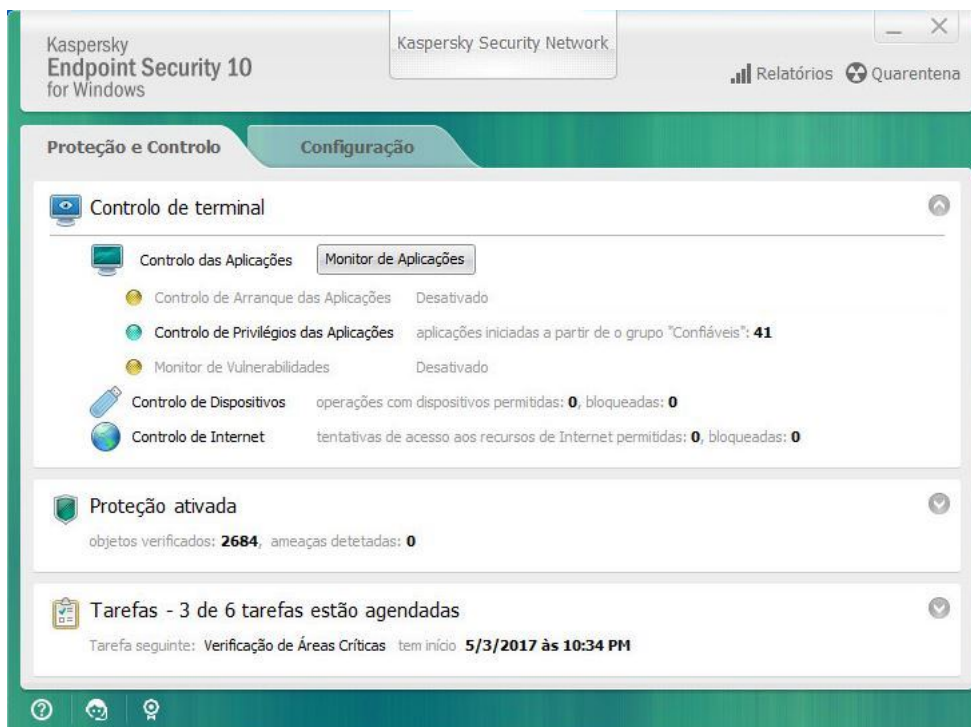 Kaspersky
Endpoint Security 10
for Windows
Kaspersky Security Network
Relatórios
Quarentena
Proteção e Controlo
Configuração
Controlo de terminal
Controlo das Aplicações
Monitor de Aplicações
Controlo de Arranque das Aplicações Desativado
Controlo de Privilégios das Aplicações aplicações iniciadas a partir de o grupo "Confiáveis": 41
Monitor de Vulnerabilidades Desativado
Controlo de Dispositivos operações com dispositivos permitidas: 0, bloqueadas: 0
Controlo de Internet tentativas de acesso aos recursos de Internet permitidas: 0, bloqueadas: 0
Proteção ativada
objetos verificados: 2684, ameaças detetadas: 0
Tarefas - 3 de 6 tarefas estão agendadas
Tarefa seguinte: Verificação de Áreas Críticas tem início 5/3/2017 às 10:34 PM